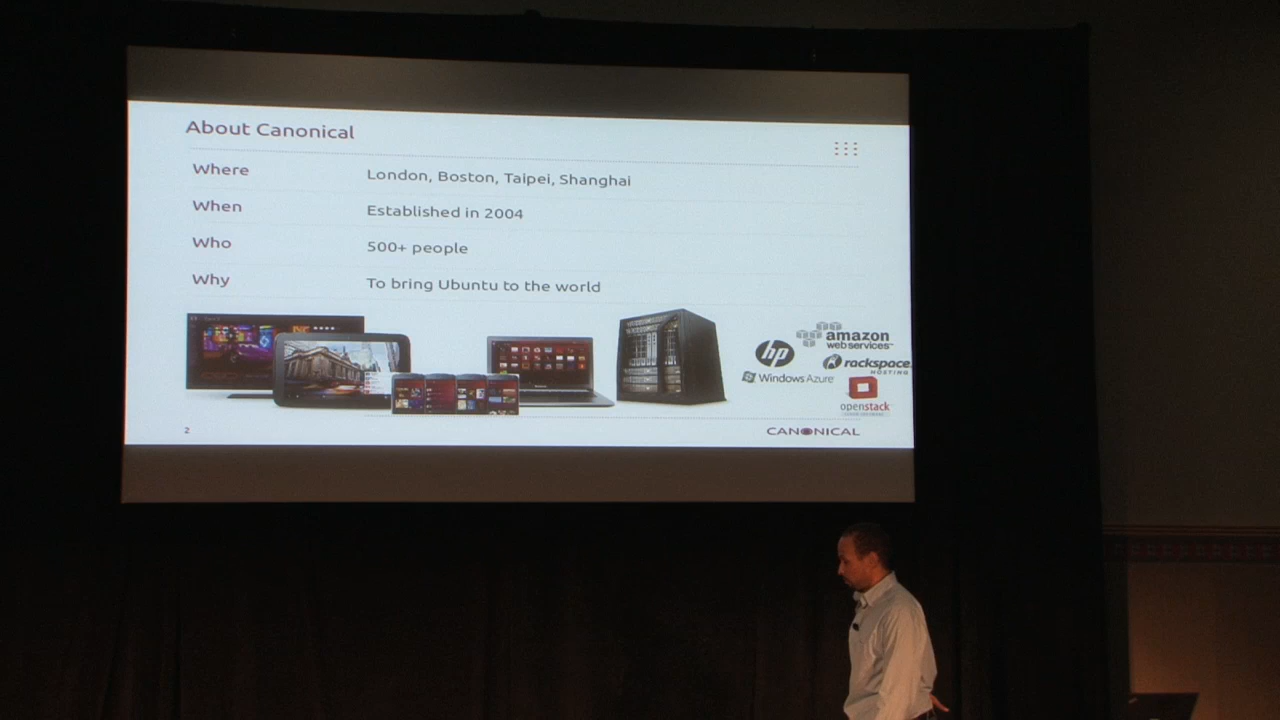 About Canonical
Where London, Boston, Taipei, Shanghai
When Established in 2004
Who 500+ people
Why To bring Ubuntu to the world
amazon
web services™
hp
rackspace
HOSTING
Windows Azure
openstack
2
CANONICAL